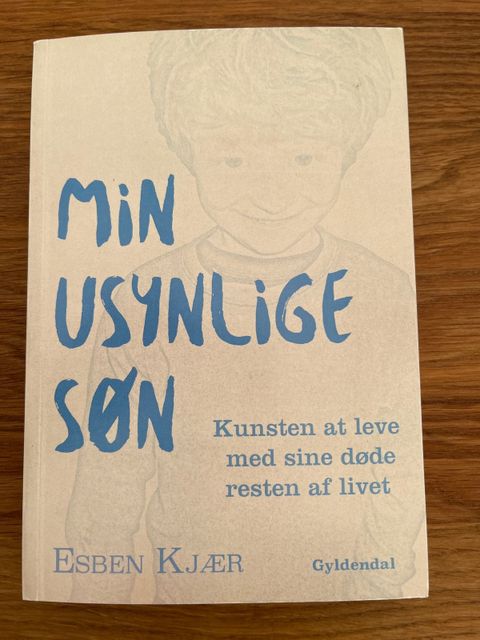 MiN
USYNLiGE
SØN
Kunsten at leve
med sine døde
resten af livet
ESBEN KJÆR
Gyldendal